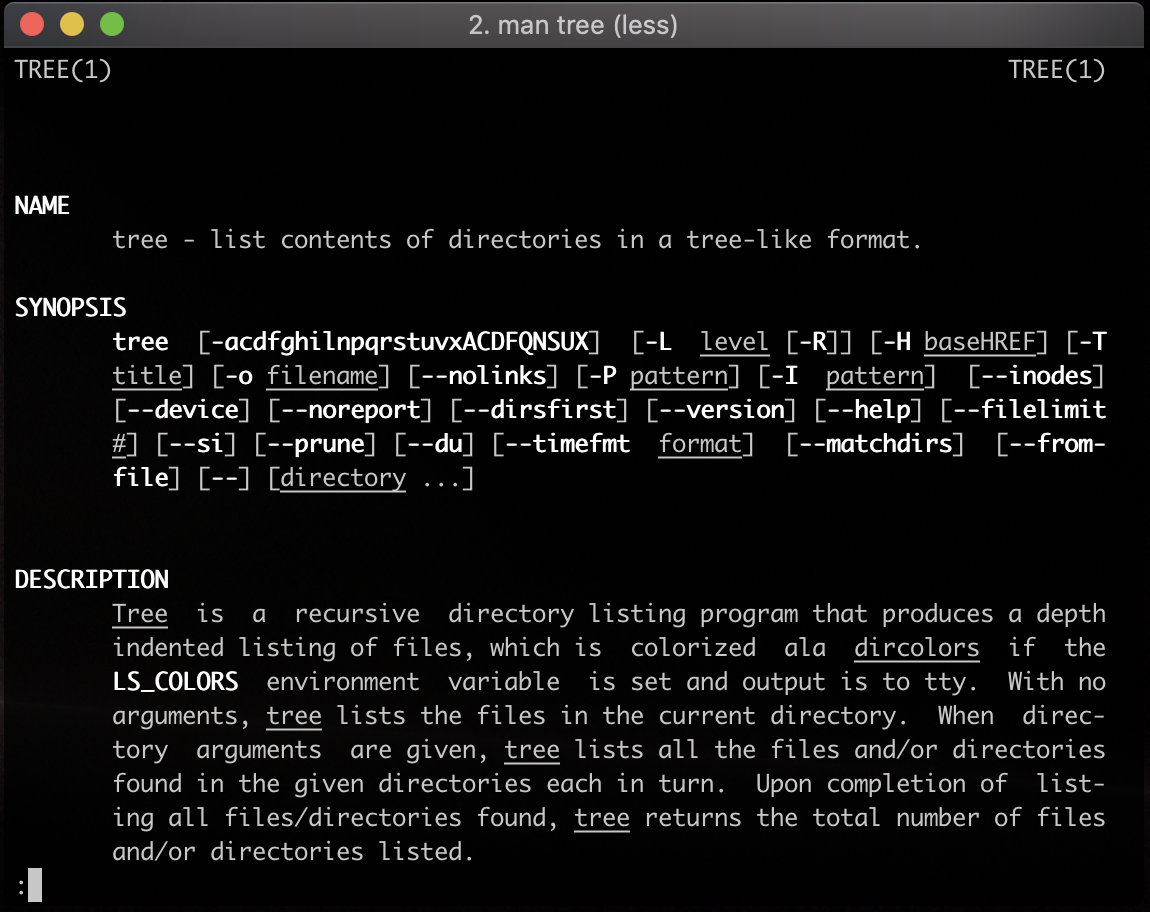 2. man tree (less)
TREE(1) TREE(1)
NAME
tree - list contents of directories in a tree-like format.
SYNOPSIS
tree [-acdfghilnpqrstuvxACDFQNSUX] [-L level [-R]] [-H baseHREF] [-T
title] [-o filename] [--nolinks] [-P pattern] [-I pattern] [--inodes]
[--device] [--noreport] [--dirsfirst] [--version] [--help] [--filelimit
#] [--si] [--prune] [--du] [--timefmt format] [--matchdirs] [--from-
file] [--] [directory ...]
DESCRIPTION
Tree is a recursive directory listing program that produces a depth
indented listing of files, which is colorized ala dircolors if the
LS_COLORS environment variable is set and output is to tty. With no
arguments, tree lists the files in the current directory. When direc-
tory arguments are given, tree lists all the files and/or directories
found in the given directories each in turn. Upon completion of list-
ing all files/directories found, tree returns the total number of files
and/or directories listed.
: